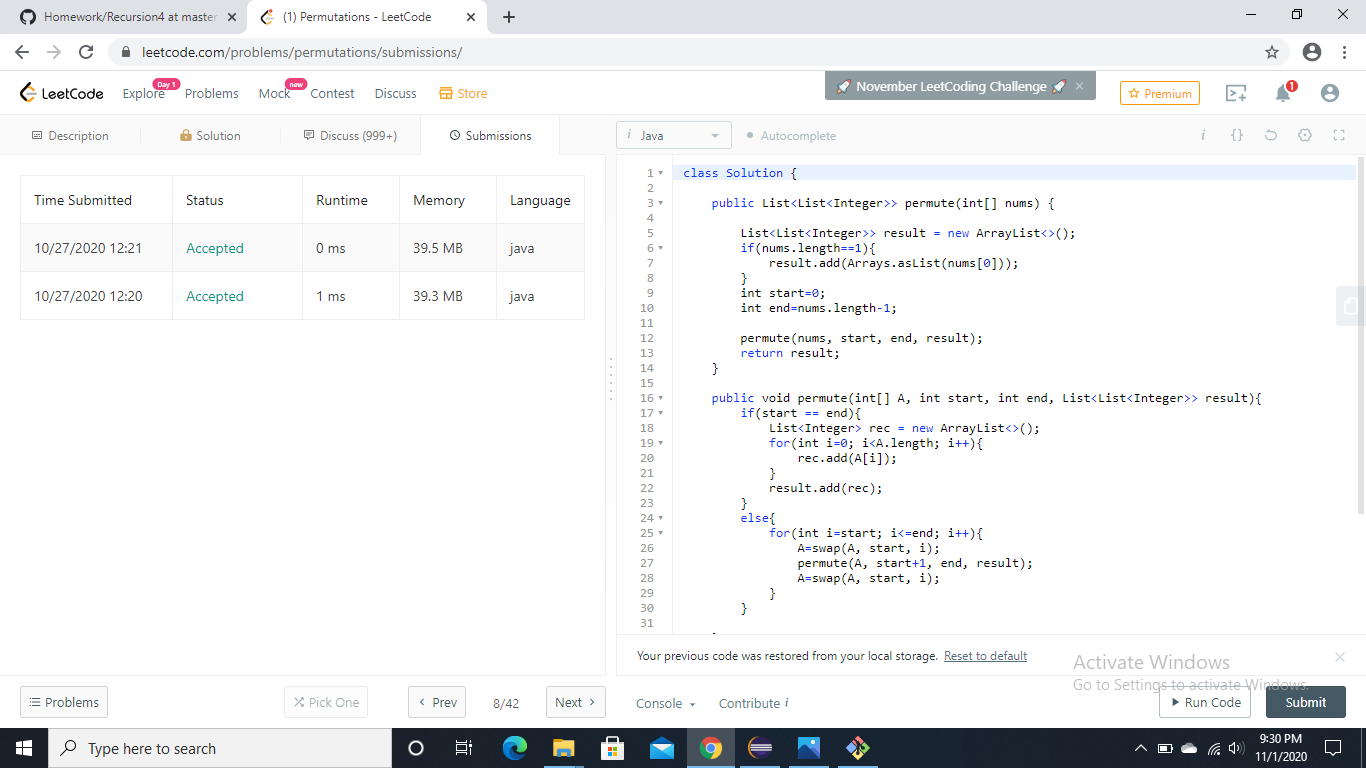 Homework/Recursion4 at master
(1) Permutations - LeetCode
leetcode.com/problems/permutations/submissions/
LeetCode
Explore Day 1
Problems
Mock new
Contest
Discuss
Store
November LeetCoding Challenge
Premium
1
Description
Solution
Discuss (999+)
Submissions
i Java
Autocomplete
Time Submitted Status Runtime Memory Language
10/27/2020 12:21 Accepted 0 ms 39.5 MB java
10/27/2020 12:20 Accepted 1 ms 39.3 MB java
1 class Solution {
2
3 public List<List<Integer>> permute(int[] nums) {
4
5 List<List<Integer>> result = new ArrayList<>();
6 if(nums.length==1){
7 result.add(Arrays.asList(nums[0]));
8 }
9 int start=0;
10 int end=nums.length-1;
11
12 permute(nums, start, end, result);
13 return result;
14 }
15
16 public void permute(int[] A, int start, int end, List<List<Integer>> result){
17 if(start == end){
18 List<Integer> rec = new ArrayList<>();
19 for(int i=0; i<A.length; i++){
20 rec.add(A[i]);
21 }
22 result.add(rec);
23 }
24 else{
25 for(int i=start; i<=end; i++){
26 A=swap(A, start, i);
27 permute(A, start+1, end, result);
28 A=swap(A, start, i);
29 }
30 }
31
Your previous code was restored from your local storage. Reset to default
Activate Windows
Go to Settings to activate Windows.
Problems
Pick One
Prev
8/42
Next
Console
Contribute i
Run Code
Submit
Type here to search
9:30 PM
11/1/2020